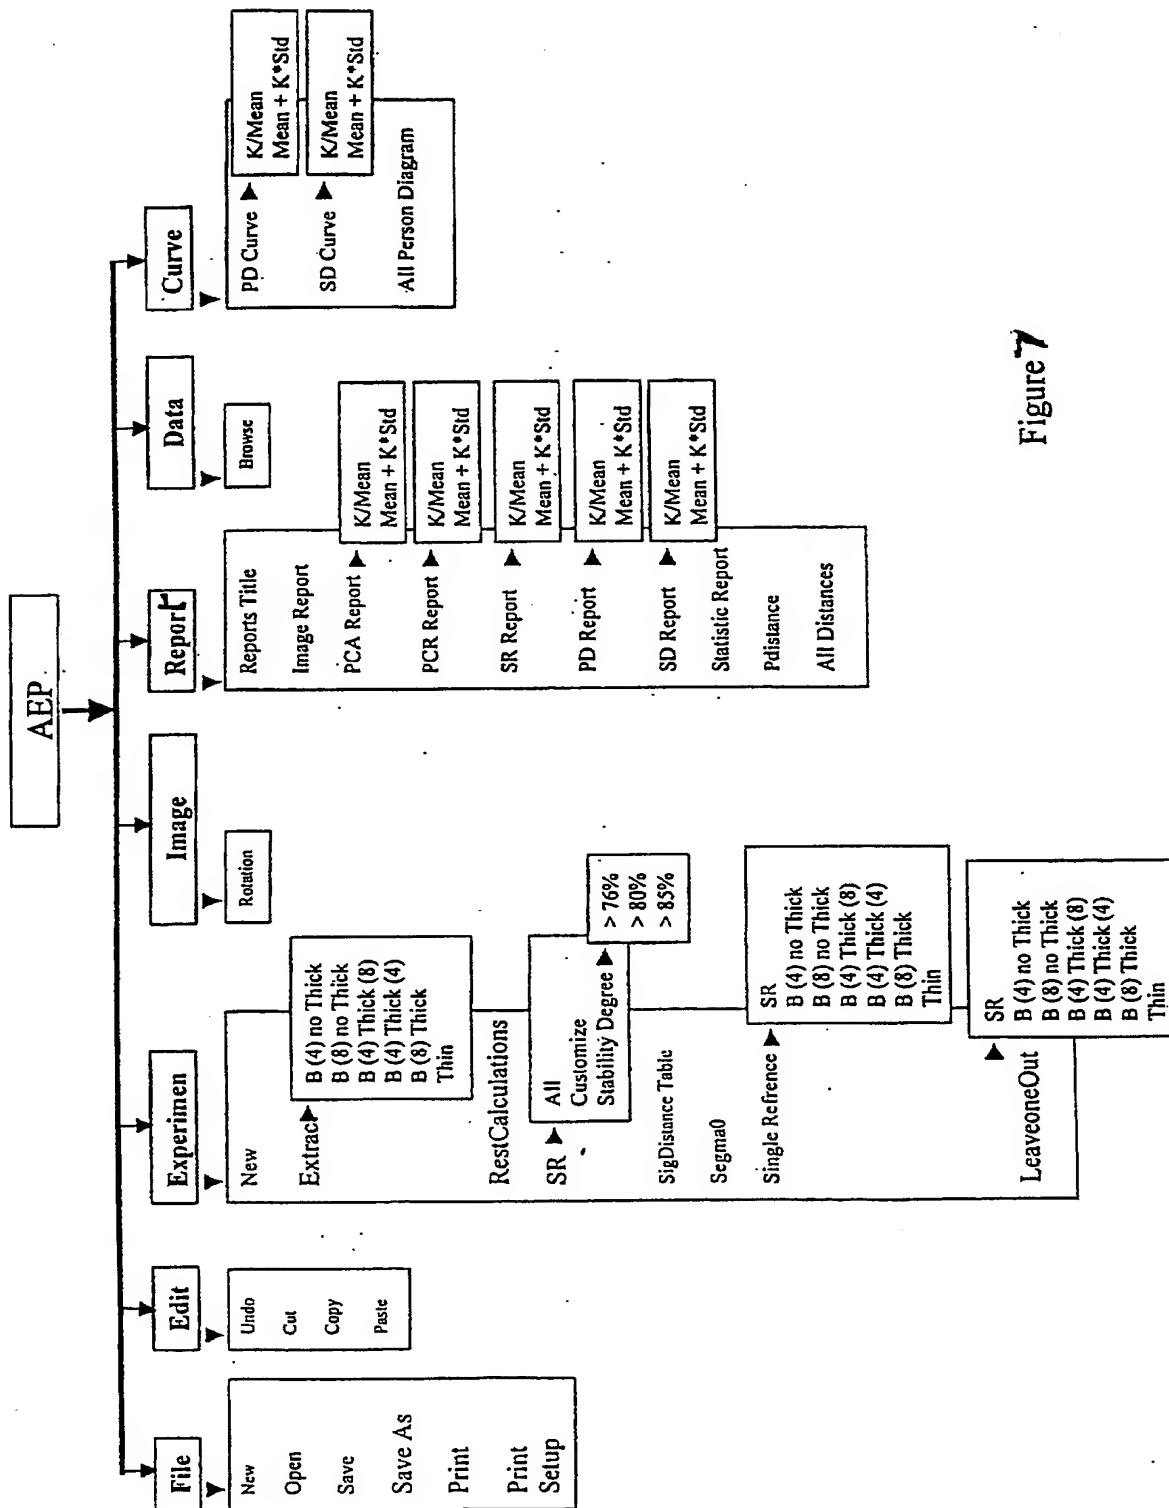 AEP
File
New
Open
Save
Save As
Print
Print
Setup
Edit
Undo
Cut
Copy
Paste
Experimen
New
Extract
B (4) no Thick
B (8) no Thick
B (4) Thick (8)
B (4) Thick (4)
B (8) Thick
Thin
RestCalculations
SR
All
Customize
Stability Degree
> 76%
> 80%
> 85%
SigDistance Table
Segma0
Single Refrence
SR
B (4) no Thick
B (8) no Thick
B (4) Thick (8)
B (4) Thick (4)
B (8) Thick
Thin
LeaveoneOut
SR
B (4) no Thick
B (8) no Thick
B (4) Thick (8)
B (4) Thick (4)
B (8) Thick
Thin
Image
Rotation
Report
Reports Title
Image Report
PCA Report
K/Mean
Mean + K*Std
PCR Report
K/Mean
Mean + K*Std
SR Report
K/Mean
Mean + K*Std
PD Report
K/Mean
Mean + K*Std
SD Report
K/Mean
Mean + K*Std
Statistic Report
Pdistance
All Distances
Data
Browse
Curve
PD Curve
K/Mean
Mean + K*Std
SD Curve
K/Mean
Mean + K*Std
All Person Diagram
Figure 7